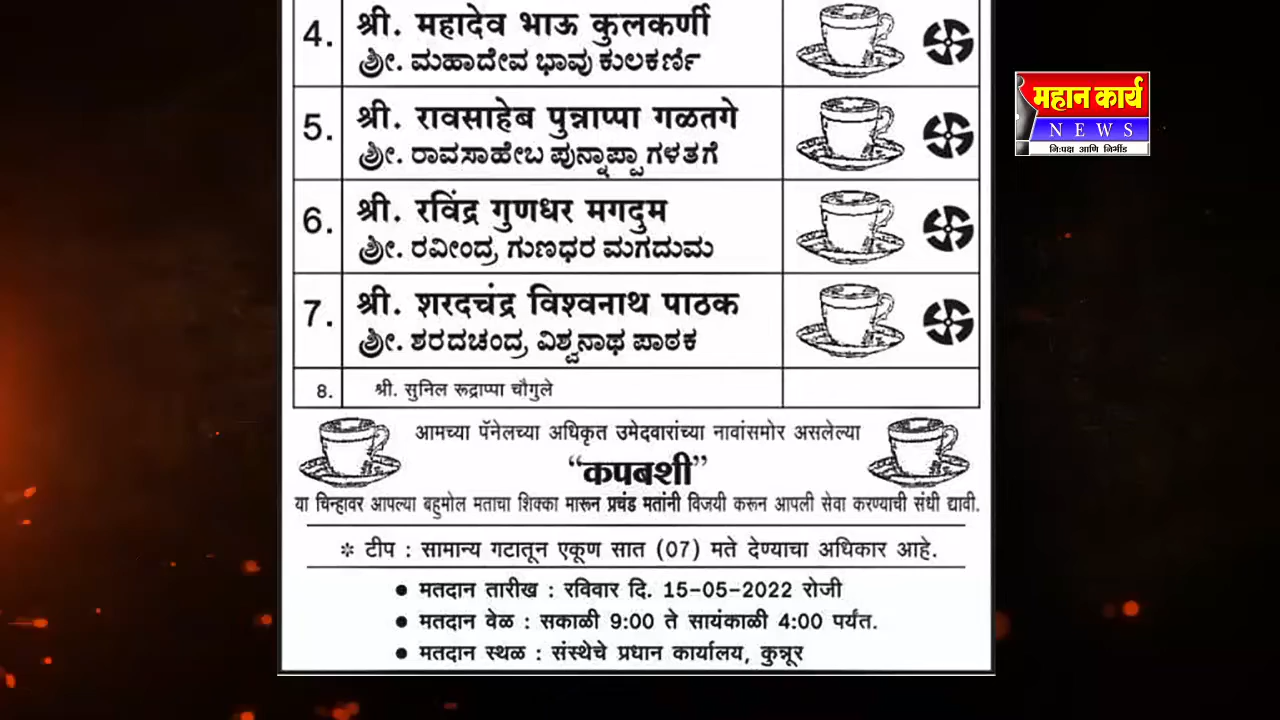 4. श्री. महादेव भाऊ कुलकर्णी
ಶ್ರೀ. ಮಹಾದೇವ ಭಾವು ಕುಲಕರ್ಣಿ
महान कार्य
NEWS
निःपक्ष आणि निर्भीड
5. श्री. रावसाहेब पुन्नाप्पा गळतगे
ಶ್ರೀ. ರಾವಸಾಹೇಬ ಪುನ್ನಾಪ್ಪಾ ಗಳತಗೆ
6. श्री. रविंद्र गुणधर मगदुम
ಶ್ರೀ. ರವೀಂದ್ರ ಗುಣಧರ ಮಗದುಮ
7. श्री. शरदचंद्र विश्वनाथ पाठक
ಶ್ರೀ. ಶರದಚಂದ್ರ ವಿಶ್ವನಾಥ ಪಾಠಕ
8. श्री. सुनिल रूद्राप्पा चौगुले
आमच्या पॅनेलच्या अधिकृत उमेदवारांच्या नावांसमोर असलेल्या
“कपबशी”
या चिन्हावर आपल्या बहुमोल मताचा शिक्का मारून प्रचंड मतांनी विजयी करून आपली सेवा करण्याची संधी द्यावी.
* टीप : सामान्य गटातून एकूण सात (07) मते देण्याचा अधिकार आहे.
● मतदान तारीख : रविवार दि. 15-05-2022 रोजी
● मतदान वेळ : सकाळी 9:00 ते सायंकाळी 4:00 पर्यंत.
● मतदान स्थळ : संस्थेचे प्रधान कार्यालय, कुन्नूर